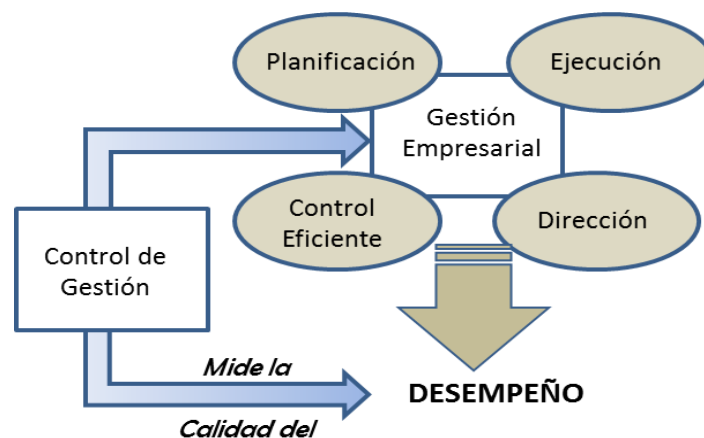 Planificación
Ejecución
Gestión
Empresarial
Control
Eficiente
Dirección
Control de
Gestión
Mide la
DESEMPEÑO
Calidad del